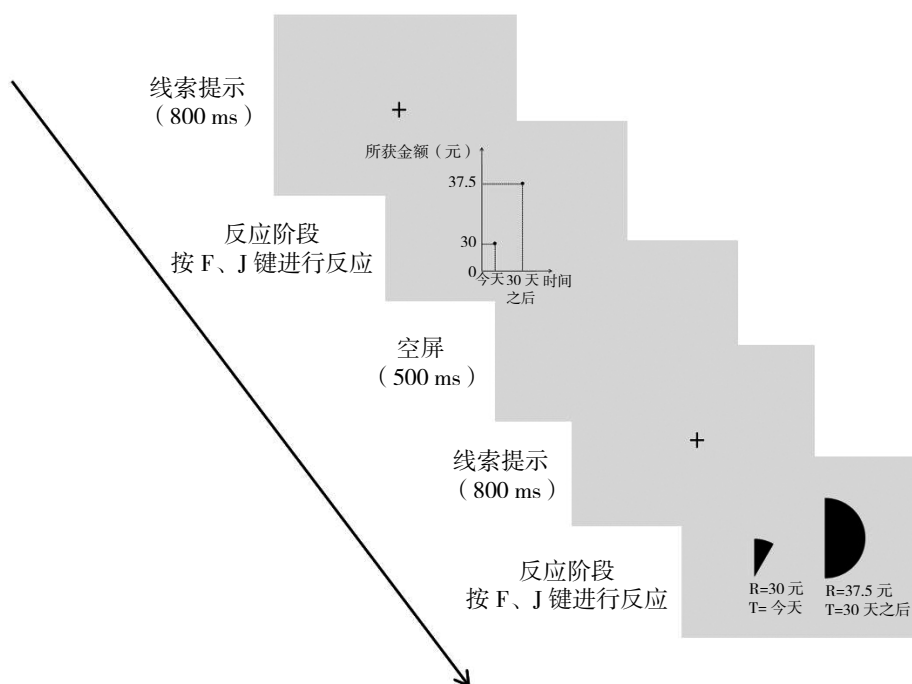 线索提示
（800 ms）
+
所获金额（元）
37.5
30
0
今天 30 天 时间
之后
反应阶段
按 F、J 键进行反应
空屏
（500 ms）
+
线索提示
（800 ms）
反应阶段
按 F、J 键进行反应
R=30 元
T= 今天
R=37.5 元
T=30 天之后